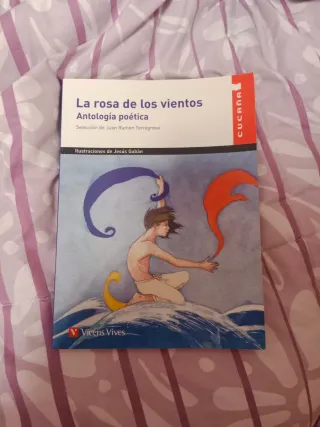 La rosa de los vientos
Antología poética
Selección de Juan Ramón Torregrosa
CUCAÑA
Ilustraciones de Jesús Gabán
V Vicens Vives